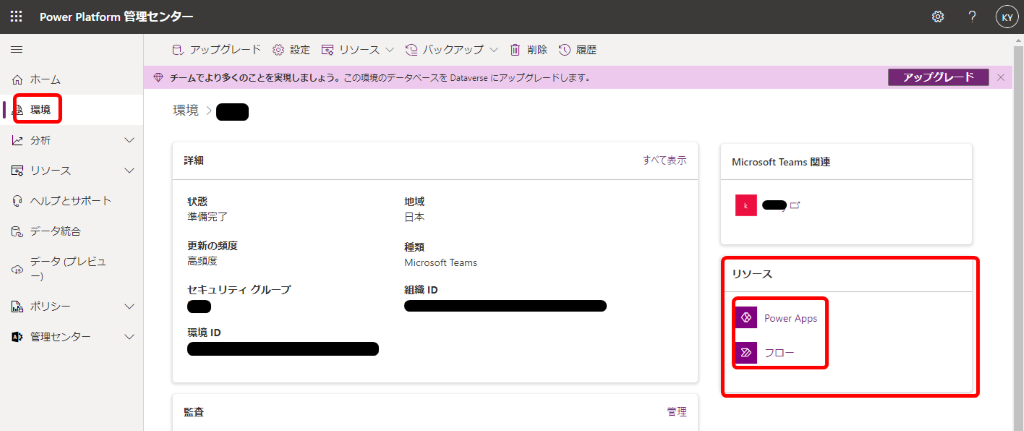 Power Platform 管理センター
KY
アップグレード
設定
リソース
バックアップ
削除
履歴
ホーム
環境
分析
リソース
ヘルプとサポート
データ統合
データ (プレビュ
ー)
ポリシー
管理センター
チームでより多くのことを実現しましょう。この環境のデータベースを Dataverse にアップグレードします。
アップグレード
環境 >
詳細
すべて表示
状態
準備完了
地域
日本
更新の頻度
高頻度
種類
Microsoft Teams
セキュリティ グループ
組織 ID
環境 ID
監査
管理
Microsoft Teams 関連
k
リソース
Power Apps
フロー